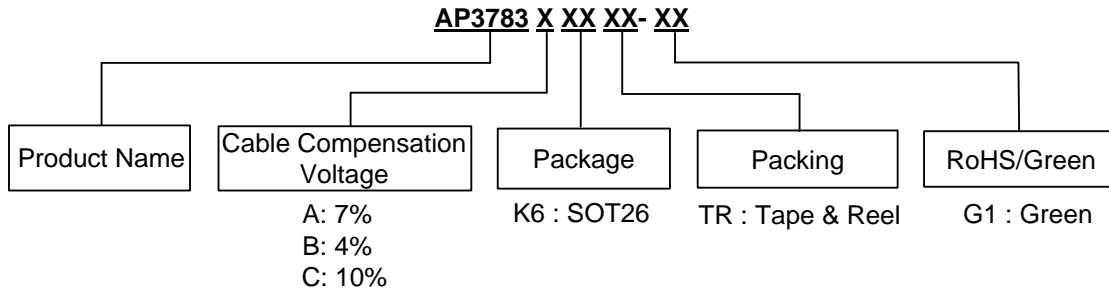 AP3783 X XX XX- XX
Product Name
Cable Compensation
Voltage
Package
Packing
RoHS/Green
A: 7%
B: 4%
C: 10%
K6 : SOT26
TR : Tape & Reel
G1 : Green